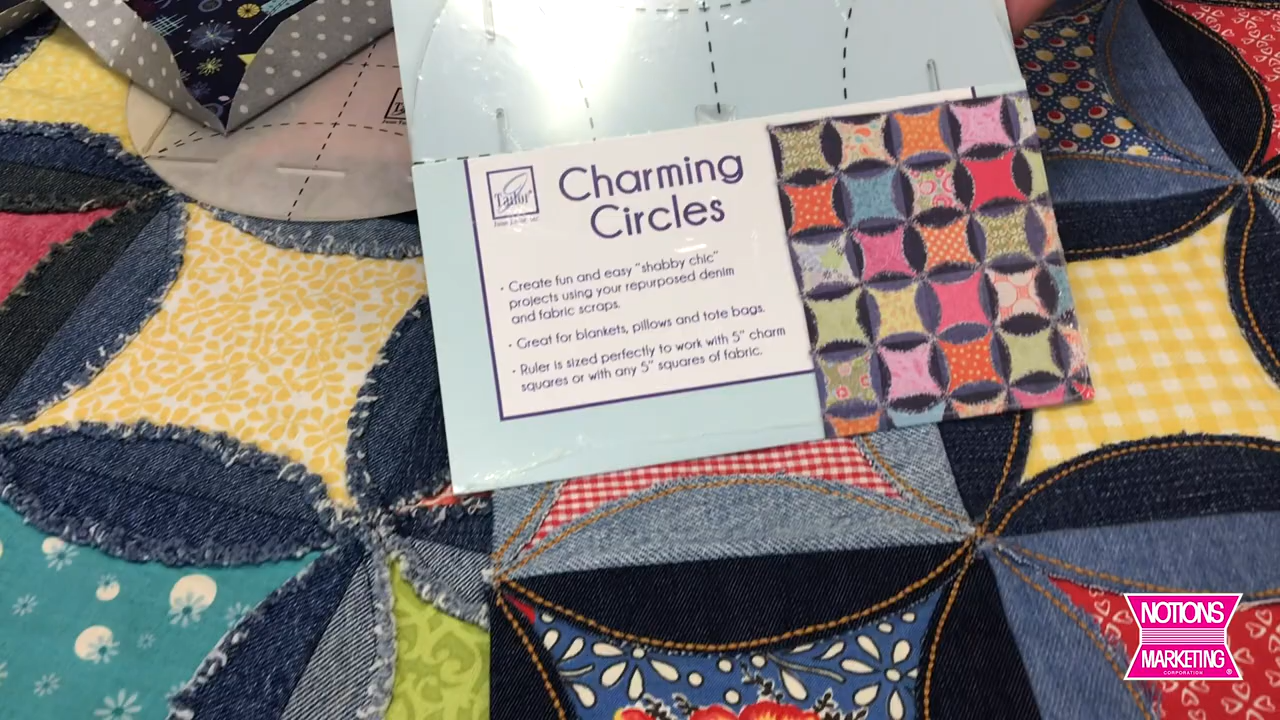 Charming
Circles
Tailor
• Create fun and easy "shabby chic"
projects using your repurposed denim
and fabric scraps.
• Great for blankets, pillows and tote bags.
• Ruler is sized perfectly to work with 5" charm
squares or with any 5" squares of fabric.
NOTIONS
MARKETING
CORPORATION